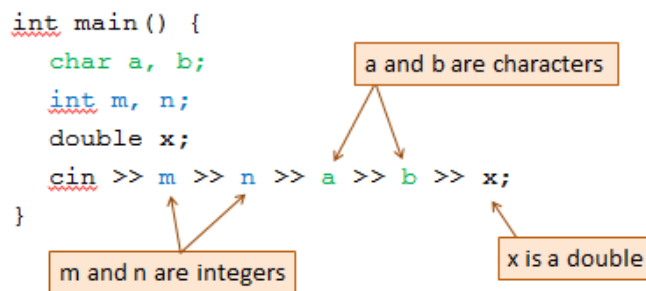 int main() {
char a, b;
a and b are characters
int m, n;
double x;
cin >> m >> n >> a >> b >> x;
}
m and n are integers
x is a double